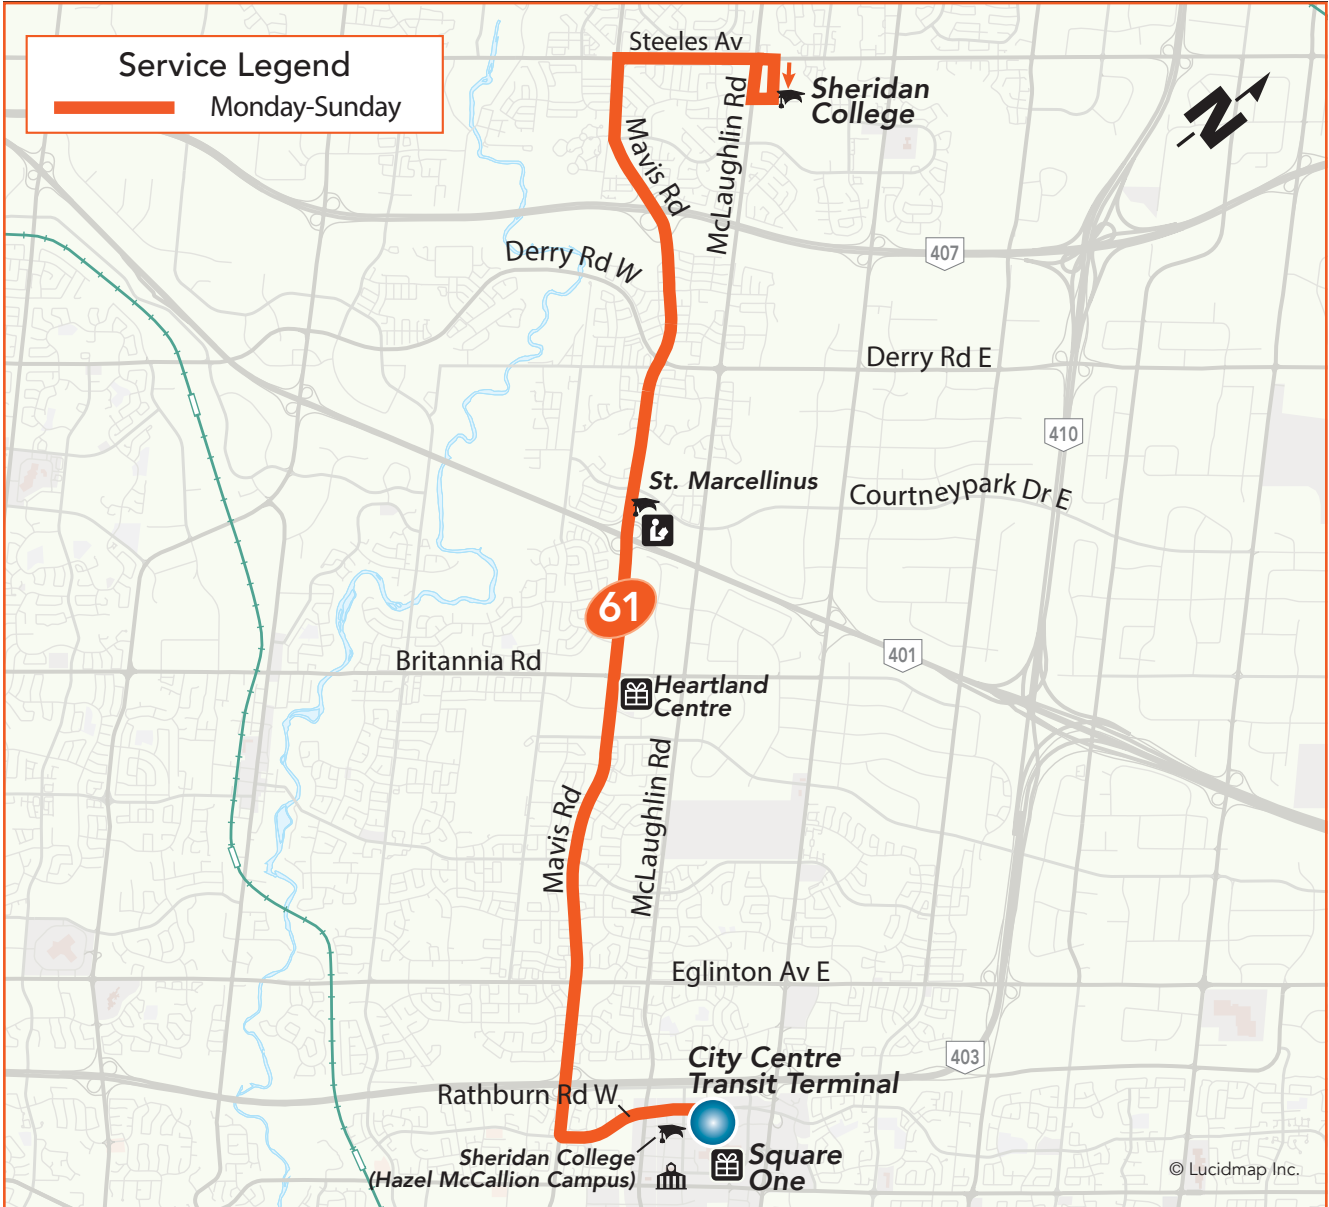 Service Legend
Monday-Sunday
Steeles Av
Sheridan
College
N
Mavis Rd
McLaughlin Rd
407
Derry Rd W
Derry Rd E
410
St. Marcellinus
Courtneypark Dr E
61
401
Britannia Rd
Heartland
Centre
McLaughlin Rd
Mavis Rd
Eglinton Av E
City Centre
Transit Terminal
403
Rathburn Rd W
Sheridan College
(Hazel McCallion Campus)
Square
One
© Lucidmap Inc.